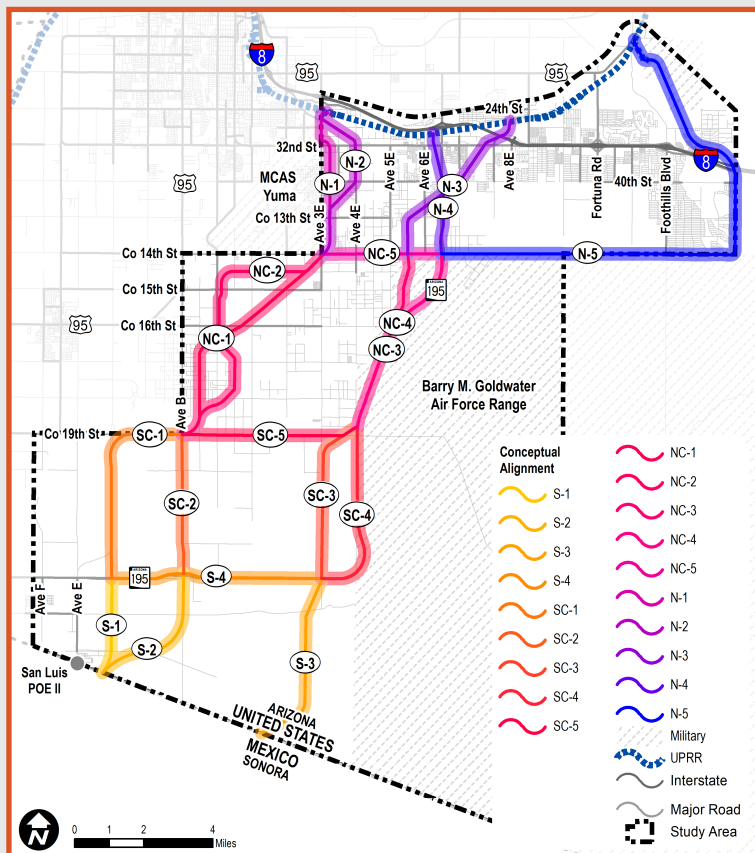 8
95
95
24th St
32nd St
N-2
Ave 5E
Ave 6E
Ave 8E
Fortuna Rd
Foothills Blvd
8
MCAS
Yuma
N-1
N-3
40th St
95
Ave 3E
Ave 4E
N-4
Co 13th St
Co 14th St
NC-5
N-5
NC-2
Co 15th St
ARIZONA
195
95
Co 16th St
NC-4
NC-1
NC-3
Barry M. Goldwater
Air Force Range
Ave B
Co 19th St
SC-1
SC-5
SC-2
SC-3
SC-4
ARIZONA
195
S-4
Ave F
Ave E
S-1
S-2
S-3
San Luis
POE II
ARIZONA
UNITED STATES
MEXICO
SONORA
Conceptual
Alignment
S-1
S-2
S-3
S-4
SC-1
SC-2
SC-3
SC-4
SC-5
NC-1
NC-2
NC-3
NC-4
NC-5
N-1
N-2
N-3
N-4
N-5
Military
UPRR
Interstate
Major Road
Study Area
N
0 1 2 4
Miles